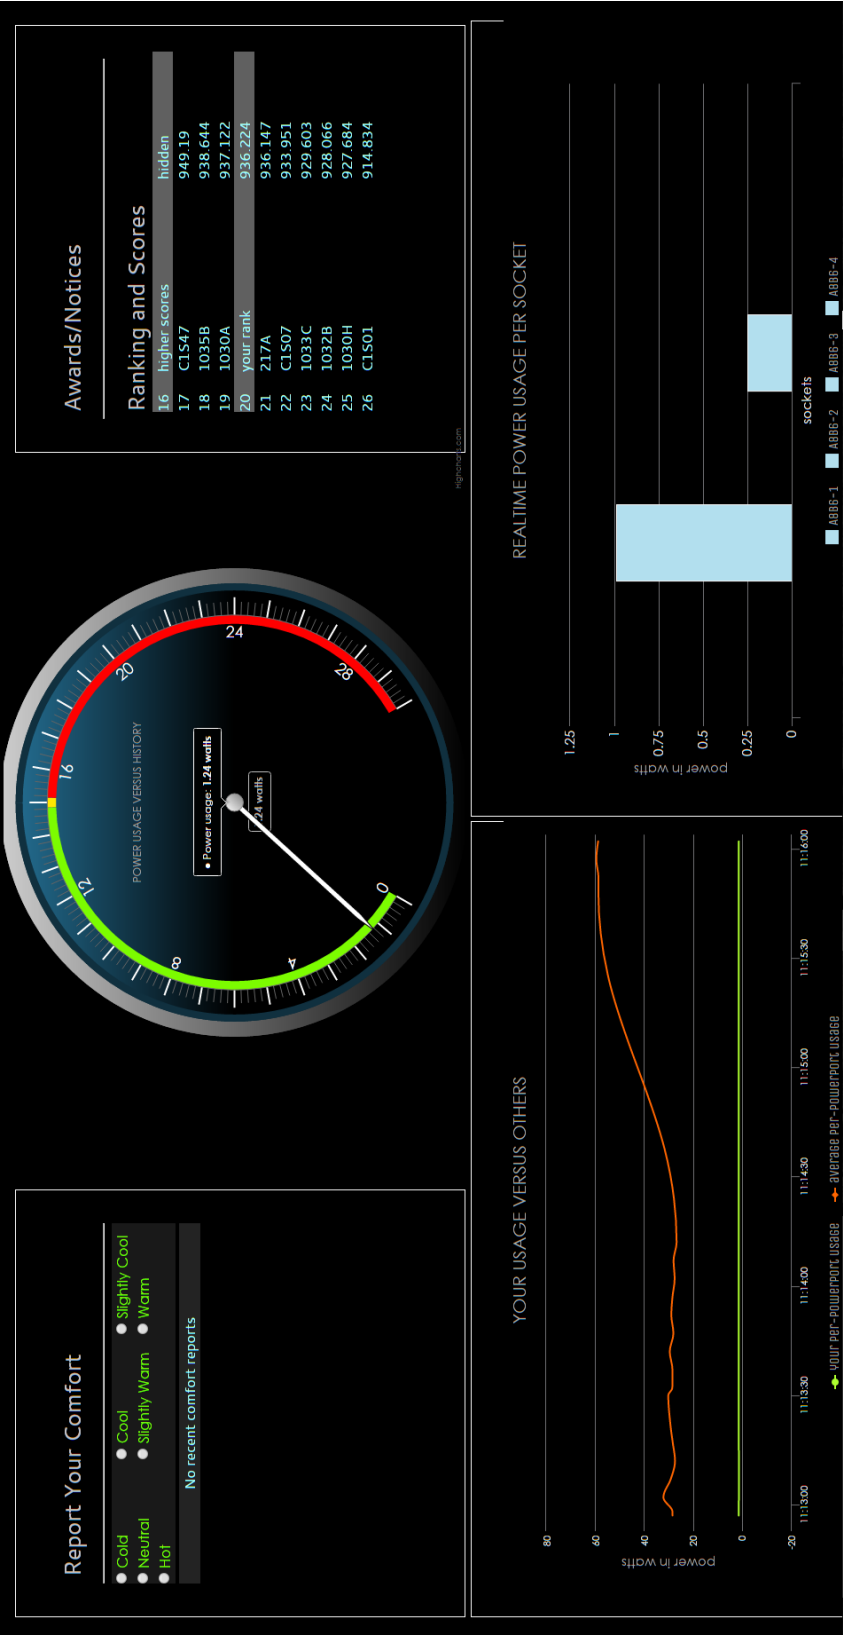 Report Your Comfort
Cold Cool Slightly Cool
Neutral Slightly Warm Warm
Hot
No recent comfort reports
POWER USAGE VERSUS HISTORY
0
4
8
12
16
20
24
28
Power usage: 1.24 watts
.24 watts
Highcharts.com
Awards/Notices
Ranking and Scores
16 higher scores hidden
17 C1S47 949.19
18 1035B 938.644
19 1030A 937.122
20 your rank 936.224
21 217A 936.147
22 C1S07 933.951
23 1033C 929.603
24 1032B 928.066
25 1030H 927.684
26 C1S01 914.834
YOUR USAGE VERSUS OTHERS
power in watts
80
60
40
20
0
-20
11:13:00 11:13:30 11:14:00 11:14:30 11:15:00 11:15:30 11:16:00
your per-powerport usage average per-powerport usage
REALTIME POWER USAGE PER SOCKET
power in watts
1.25
1
0.75
0.5
0.25
0
sockets
A8B6-1 A8B6-2 A8B6-3 A8B6-4